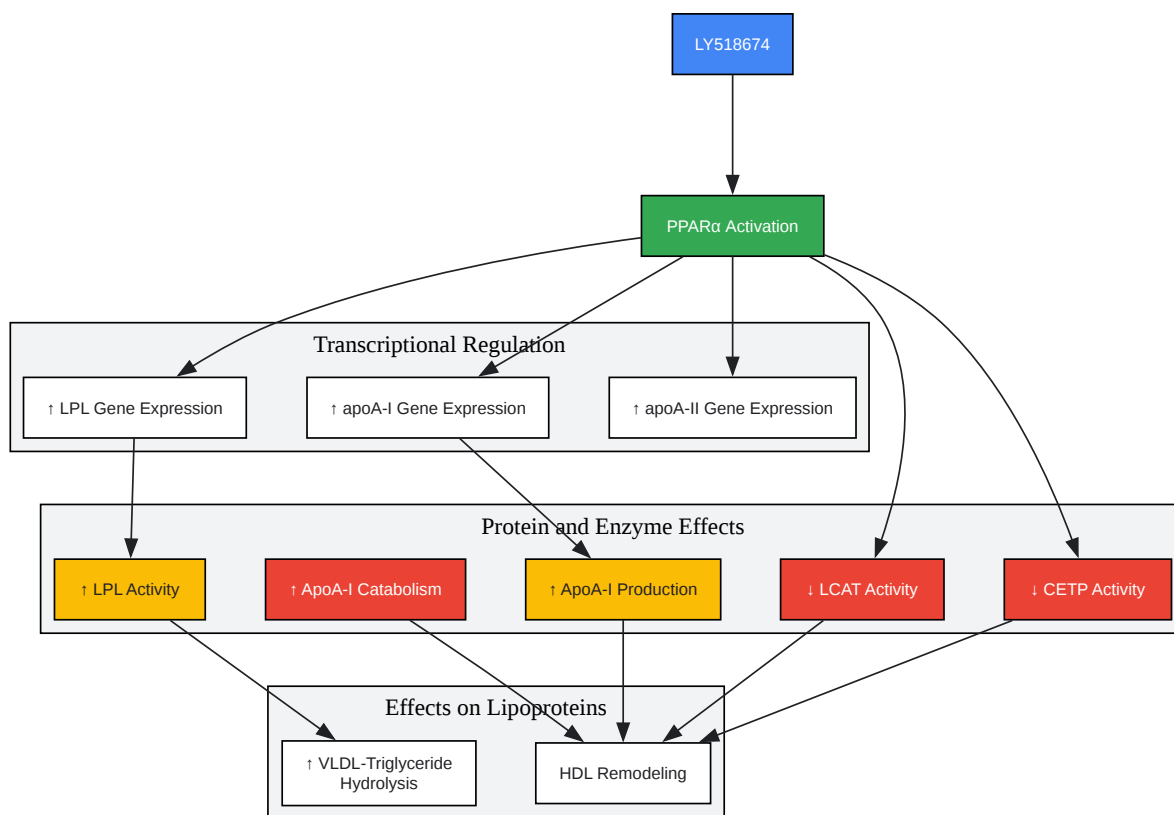 LY518674
PPARα Activation
Transcriptional Regulation
↑ LPL Gene Expression
↑ apoA-I Gene Expression
↑ apoA-II Gene Expression
Protein and Enzyme Effects
↑ LPL Activity
↑ ApoA-I Catabolism
↑ ApoA-I Production
↓ LCAT Activity
↓ CETP Activity
Effects on Lipoproteins
↑ VLDL-Triglyceride
Hydrolysis
HDL Remodeling